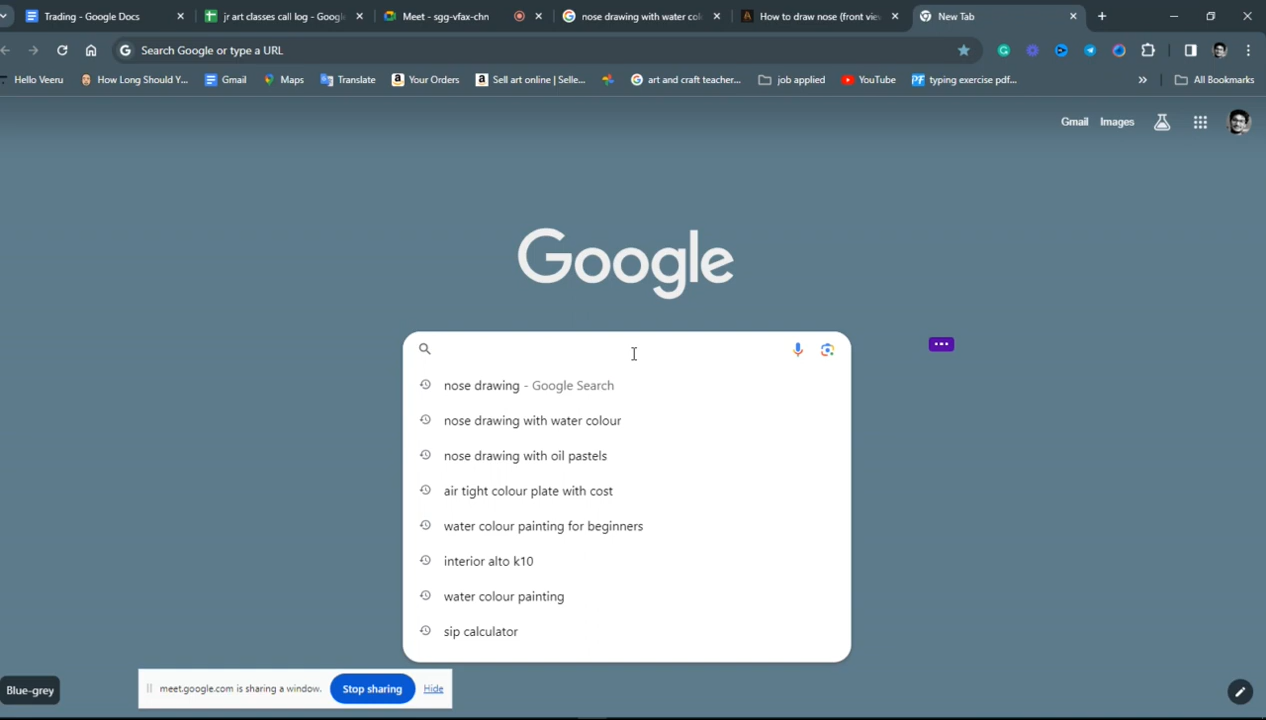 Trading - Google Docs
jr art classes call log - Google
Meet - sgg-vfax-chn
nose drawing with water col
How to draw nose (front vie
New Tab
Search Google or type a URL
Hello Veeru
How Long Should Y...
Gmail
Maps
Translate
Your Orders
Sell art online | Selle...
art and craft teacher...
job applied
YouTube
typing exercise pdf...
All Bookmarks
Gmail
Images
Google
nose drawing - Google Search
nose drawing with water colour
nose drawing with oil pastels
air tight colour plate with cost
water colour painting for beginners
interior alto k10
water colour painting
sip calculator
Blue-grey
meet.google.com is sharing a window.
Stop sharing
Hide